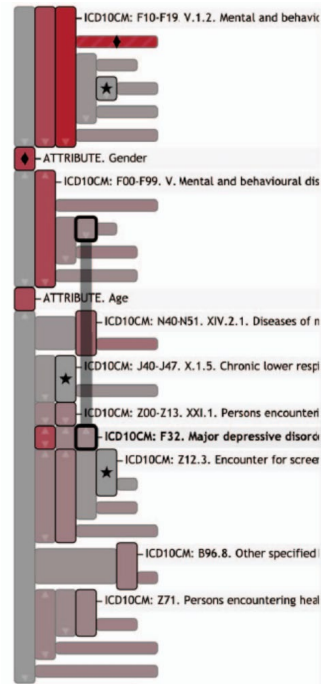 ICD10CM: F10-F19. V.1.2. Mental and behavic
ATTRIBUTE. Gender
ICD10CM: F00-F99. V. Mental and behavioural dis
ATTRIBUTE. Age
ICD10CM: N40-N51. XIV.2.1. Diseases of n
ICD10CM: J40-J47. X.1.5. Chronic lower respi
ICD10CM: Z00-Z13. XXI.1. Persons encounteri
ICD10CM: F32. Major depressive disorde
ICD10CM: Z12.3. Encounter for scree
ICD10CM: B96.8. Other specified
ICD10CM: Z71. Persons encountering heal